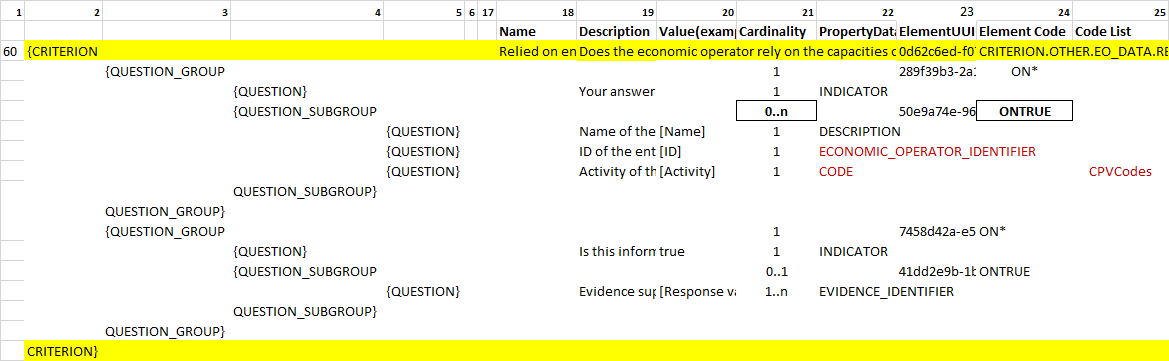 1 2 3 4 5 6 17 18 19 20 21 22 23 24 25
Name Description Value(examp Cardinality PropertyData ElementUUI Element Code Code List
60 {CRITERION Relied on en Does the economic operator rely on the capacities o 0d62c6ed-f07 CRITERION.OTHER.EO_DATA.RE
{QUESTION_GROUP 1 289f39b3-2a1 ON*
{QUESTION} Your answer 1 INDICATOR
{QUESTION_SUBGROUP 0..n 50e9a74e-96 ONTRUE
{QUESTION} Name of the [Name] 1 DESCRIPTION
{QUESTION} ID of the ent [ID] 1 ECONOMIC_OPERATOR_IDENTIFIER
{QUESTION} Activity of th [Activity] 1 CODE CPVCodes
QUESTION_SUBGROUP}
QUESTION_GROUP}
{QUESTION_GROUP 1 7458d42a-e5 ON*
{QUESTION} Is this inform true 1 INDICATOR
{QUESTION_SUBGROUP 0..1 41dd2e9b-1b ONTRUE
{QUESTION} Evidence sup [Response va 1..n EVIDENCE_IDENTIFIER
QUESTION_SUBGROUP}
QUESTION_GROUP}
CRITERION}